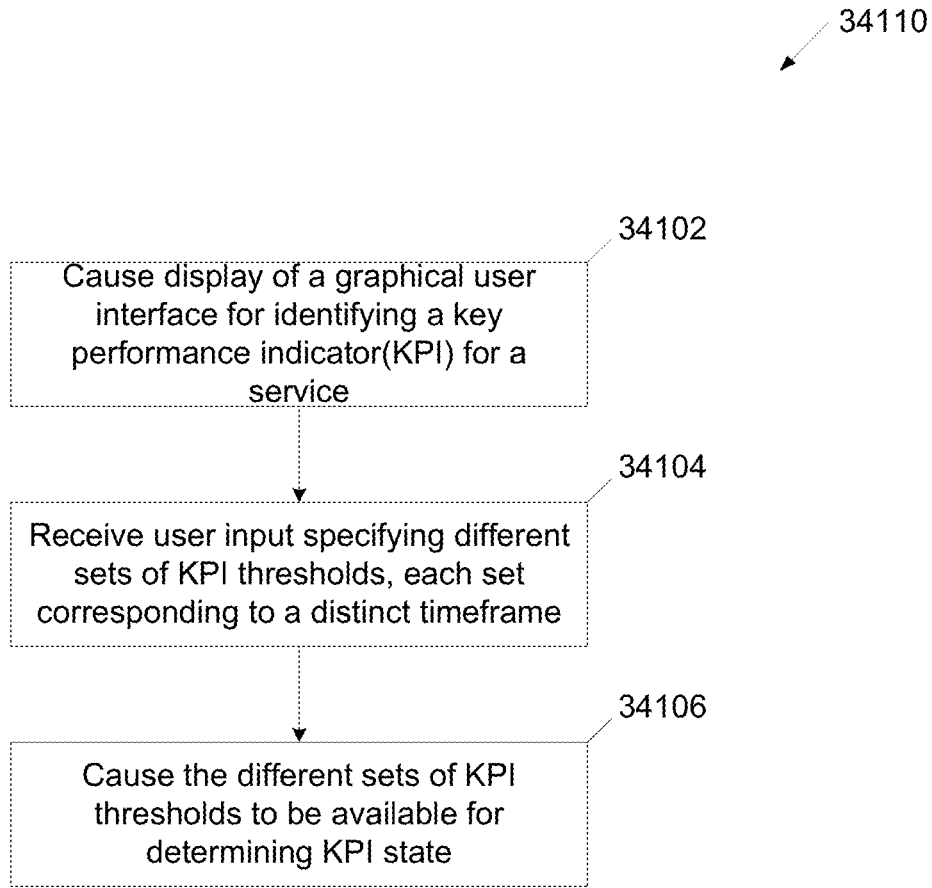 34110
34102
Cause display of a graphical user
interface for identifying a key
performance indicator(KPI) for a
service
34104
Receive user input specifying different
sets of KPI thresholds, each set
corresponding to a distinct timeframe
34106
Cause the different sets of KPI
thresholds to be available for
determining KPI state